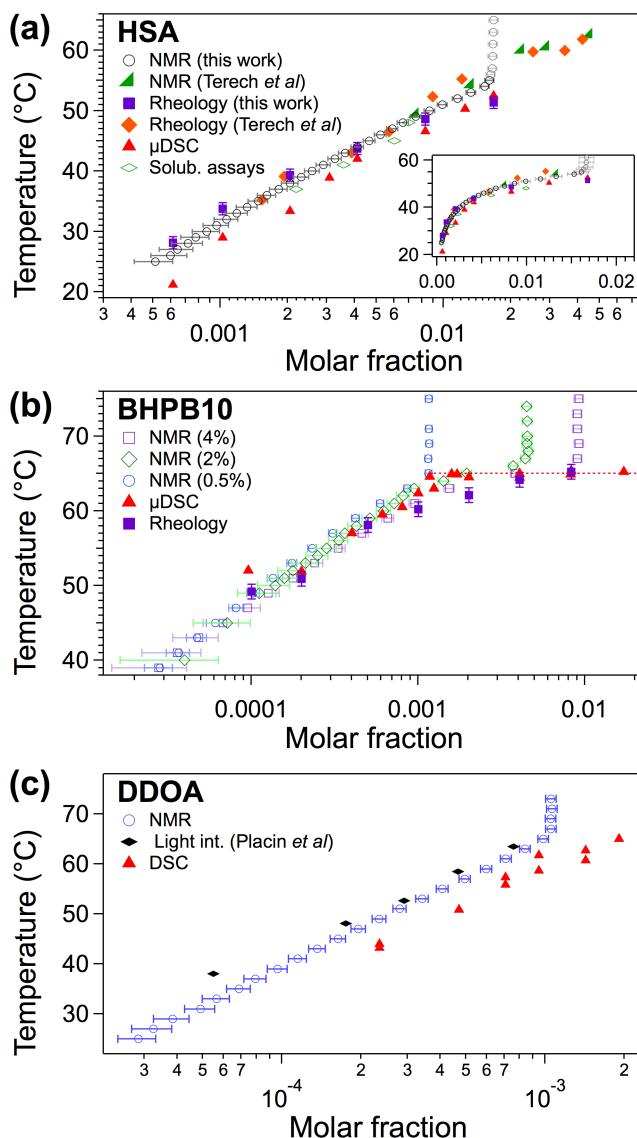 (a)
HSA
NMR (this work)
NMR (Terech et al)
Rheology (this work)
Rheology (Terech et al)
µDSC
Solub. assays
Temperature (°C)
60
50
40
30
20
60
40
20
0.00
0.01
0.02
3 4 5 6 0.001 2 3 4 5 6 0.01 2 3 4 5 6
Molar fraction
(b)
BHPB10
NMR (4%)
NMR (2%)
NMR (0.5%)
µDSC
Rheology
Temperature (°C)
70
60
50
40
0.0001 0.001 0.01
Molar fraction
(c)
DDOA
NMR
Light int. (Placin et al)
DSC
Temperature (°C)
70
60
50
40
30
3 4 5 6 7 10-4 2 3 4 5 6 7 10-3 2
Molar fraction